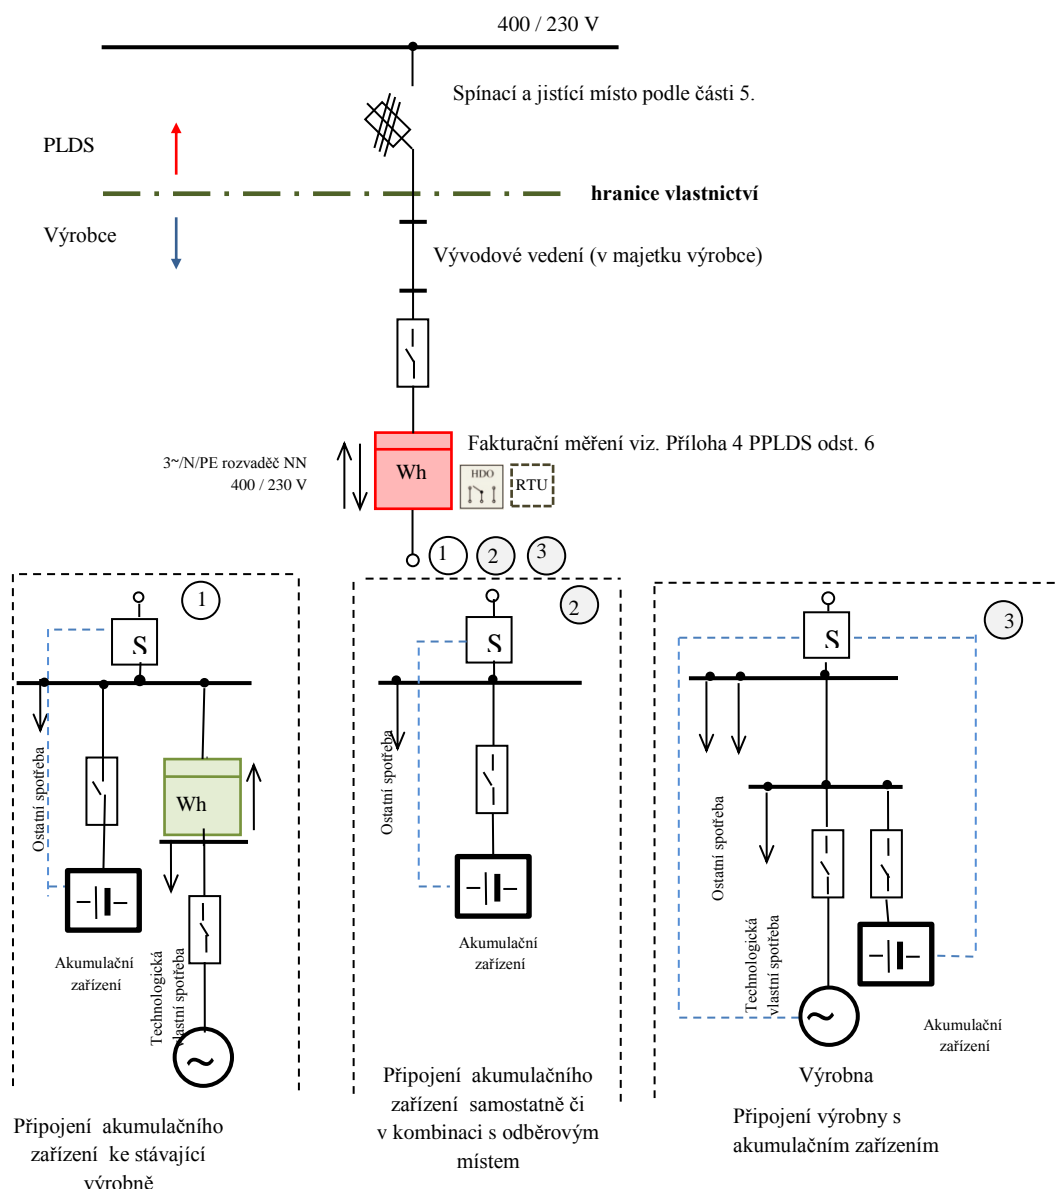 400 / 230 V
Spínací a jistící místo podle části 5.
PLDS
hranice vlastnictví
Výrobce
Vývodové vedení (v majetku výrobce)
Fakturační měření viz. Příloha 4 PPLDS odst. 6
3~/N/PE rozvaděč NN
400 / 230 V
Wh
HDO
RTU
1
2
3
1
S
Ostatní spotřeba
Wh
Akumulační
zařízení
Technologická
vlastní spotřeba
~
Připojení akumulačního
zařízení ke stávající
výrobně
2
S
Ostatní spotřeba
Akumulační
zařízení
Připojení akumulačního
zařízení samostatně či
v kombinaci s odběrovým
místem
3
S
Ostatní spotřeba
Technologická
vlastní spotřeba
~
Akumulační
zařízení
Výrobna
Připojení výrobny s
akumulačním zařízením